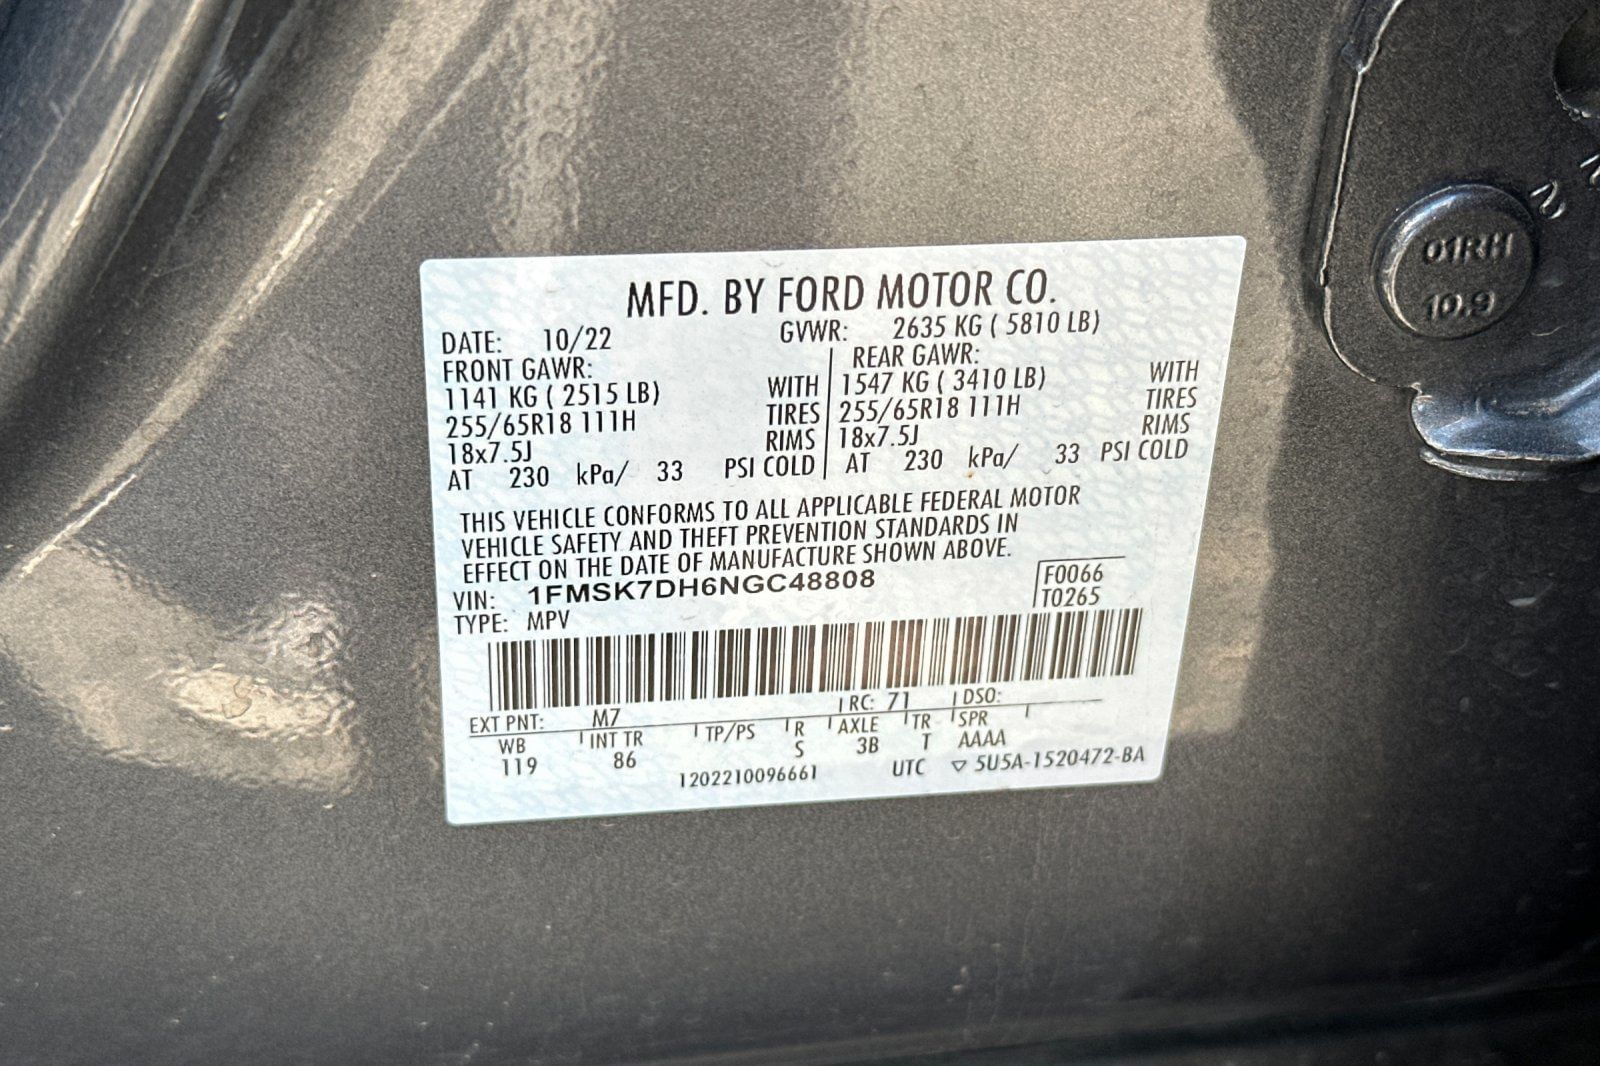 MFD. BY FORD MOTOR CO.
DATE: 10/22 GVWR: 2635 KG ( 5810 LB)
FRONT GAWR: REAR GAWR:
1141 KG ( 2515 LB) WITH 1547 KG ( 3410 LB) WITH
255/65R18 111H TIRES 255/65R18 111H TIRES
18x7.5J RIMS 18x7.5J RIMS
AT 230 kPa/ 33 PSI COLD AT 230 kPa/ 33 PSI COLD
THIS VEHICLE CONFORMS TO ALL APPLICABLE FEDERAL MOTOR
VEHICLE SAFETY AND THEFT PREVENTION STANDARDS IN
EFFECT ON THE DATE OF MANUFACTURE SHOWN ABOVE.
VIN: 1FMSK7DH6NGC48808 F0066
TYPE: MPV T0265
EXT PNT: M7 RC: 71 DSO:
WB INT TR TP/PS R AXLE TR SPR
119 86 S 3B T AAAA
1202210096661 UTC ▽ 5U5A-1520472-BA
01RH
10.9